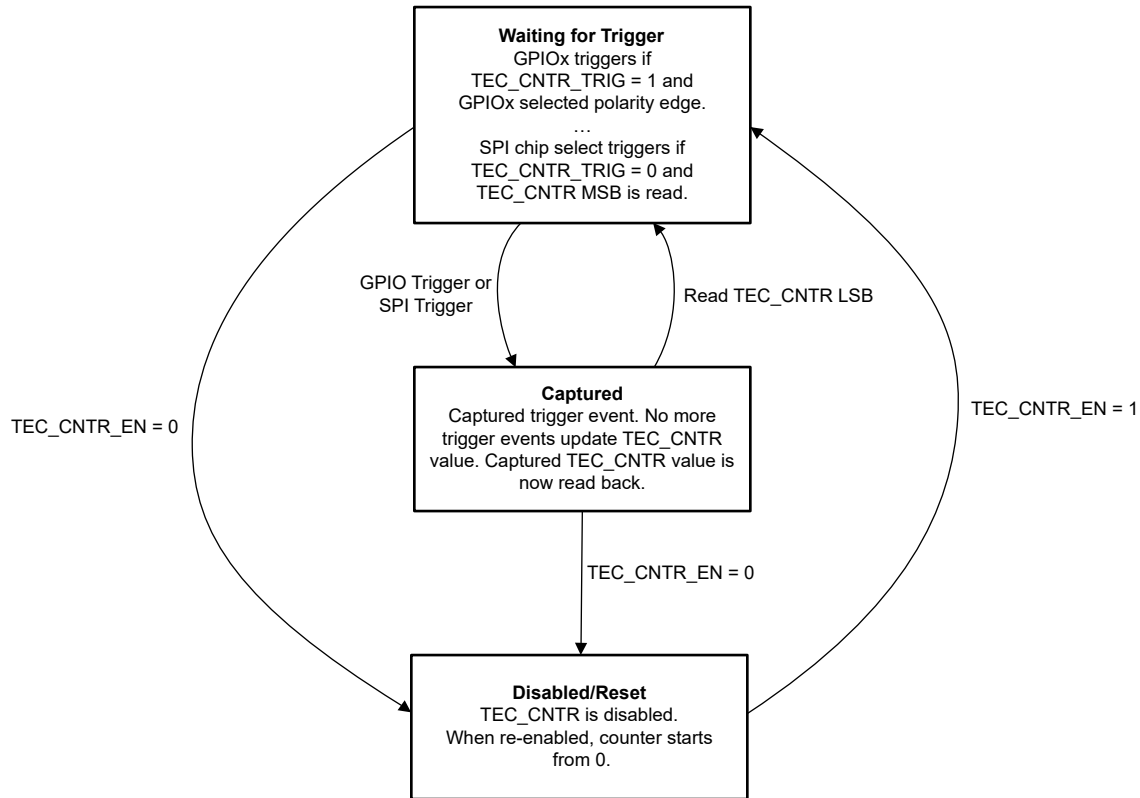 Waiting for Trigger
GPIOx triggers if
TEC_CNTR_TRIG = 1 and
GPIOx selected polarity edge.
...
SPI chip select triggers if
TEC_CNTR_TRIG = 0 and
TEC_CNTR MSB is read.
GPIO Trigger or
SPI Trigger
Read TEC_CNTR LSB
Captured
Captured trigger event. No more
trigger events update TEC_CNTR
value. Captured TEC_CNTR value is
now read back.
TEC_CNTR_EN = 0
TEC_CNTR_EN = 1
TEC_CNTR_EN = 0
Disabled/Reset
TEC_CNTR is disabled.
When re-enabled, counter starts
from 0.